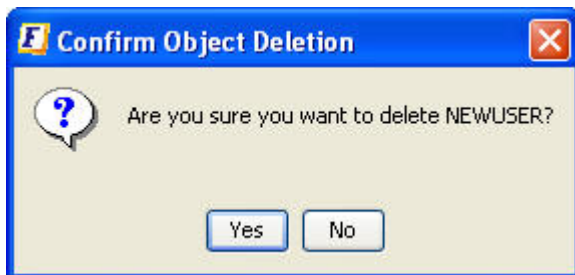 F Confirm Object Deletion
? Are you sure you want to delete NEWUSER?
Yes No